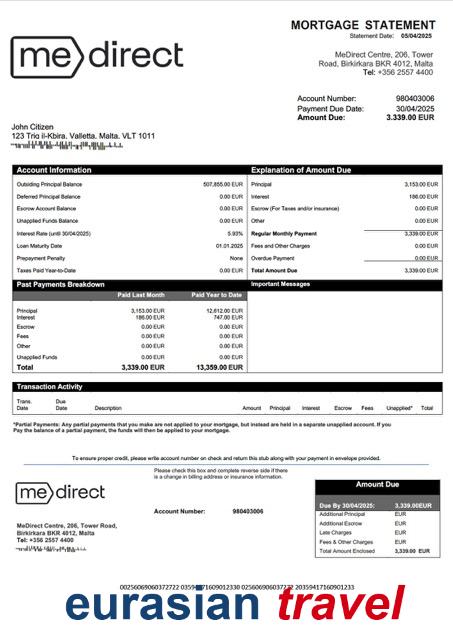 MORTGAGE STATEMENT
Statement Date: 05/04/2025
me direct
MeDirect Centre, 206, Tower
Road, Birkirkara BKR 4012, Malta
Tel: +356 2557 4400
Account Number: 980403006
Payment Due Date: 30/04/2025
Amount Due: 3.339.00 EUR
John Citizen
123 Triq il-Kbira, Valletta, Malta. VLT 1011
Account Information
Outsiding Principal Balance 507,855.00 EUR
Deferred Principal Balance 0.00 EUR
Escrow Account Balance 0.00 EUR
Unapplied Funds Balance 0.00 EUR
Interest Rate (until 30/04/2025) 5.93%
Loan Maturity Date 01.01.2025
Prepayment Penalty None
Taxes Paid Year-to-Date 0.00 EUR
Explanation of Amount Due
Principal 3,153.00 EUR
Interest 186.00 EUR
Escrow (For Taxes and/or insurance) 0.00 EUR
Other 0.00 EUR
Regular Monthly Payment 3,339.00 EUR
Fees and Other Charges 0.00 EUR
Overdue Payment 0.00 EUR
Total Amount Due 3,339.00 EUR
Past Payments Breakdown
Paid Last Month Paid Year to Date
Principal 3,153.00 EUR 12,612.00 EUR
Interest 186.00 EUR 747.00 EUR
Escrow 0.00 EUR 0.00 EUR
Fees 0.00 EUR 0.00 EUR
Other 0.00 EUR 0.00 EUR
Unapplied Funds 0.00 EUR 0.00 EUR
Total 3,339.00 EUR 13,359.00 EUR
Important Messages
Transaction Activity
Trans. Date Due Date Description Amount Principal Interest Escrow Fees Unapplied* Total
*Partial Payments: Any partial payments that you make are not applied to your mortgage, but instead are held in a separate unapplied account. If you
Pay the balance of a partial payment, the funds will then be applied to your mortgage.
To ensure proper credit, please write account number on check and return this stub along with your payment in envelope provided.
Please check this box and complete reverse side if there
is a change in billing address or insurance information.
me direct
Account Number: 980403006
MeDirect Centre, 206, Tower Road,
Birkirkara BKR 4012, Malta
Tel: +356 2557 4400
Amount Due
Due By 30/04/2025: 3,339.00EUR
Additional Principal EUR
Additional Escrow EUR
Late Charges EUR
Fees & Other Charges EUR
Total Amount Enclosed 3,339.00 EUR
eurasian travel